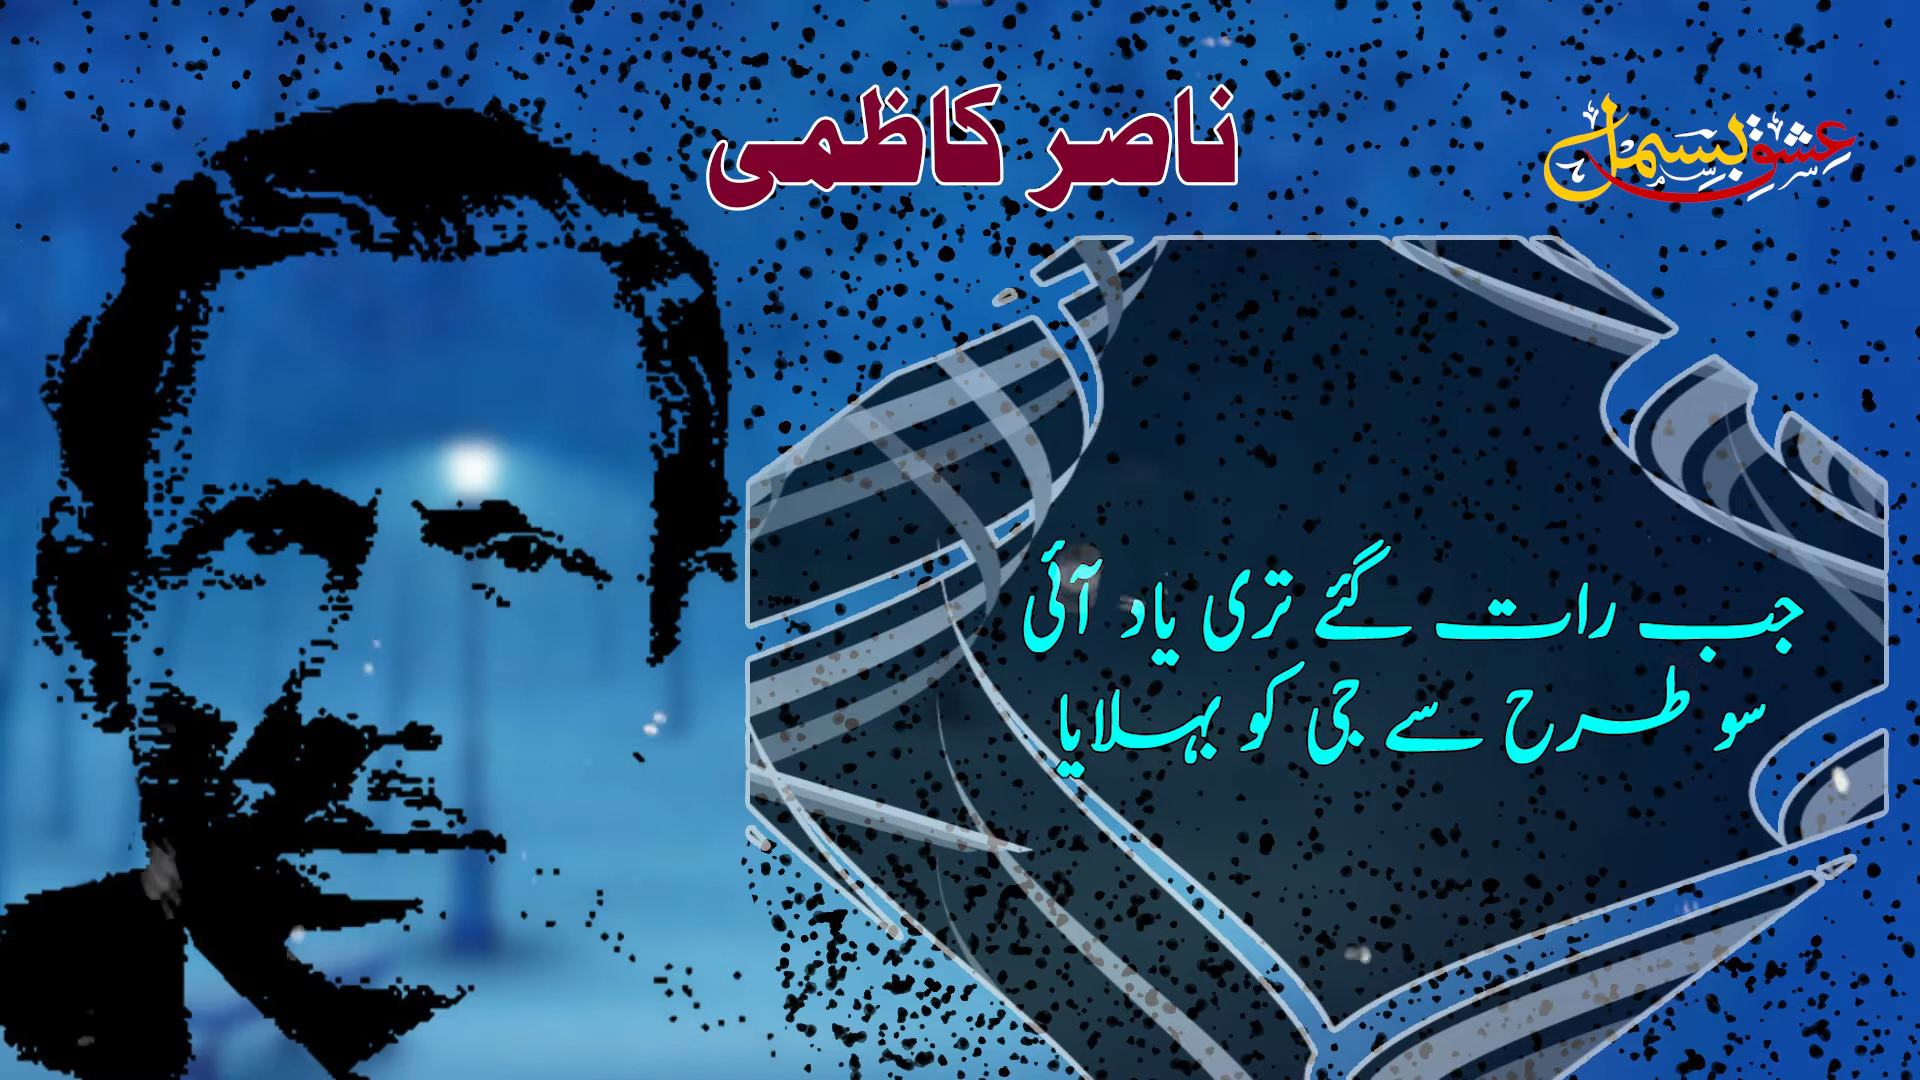 ناصر کاظمی
عشق بسمل
جب رات گئے تری یاد آئی
سو طرح سے جی کو بہلایا